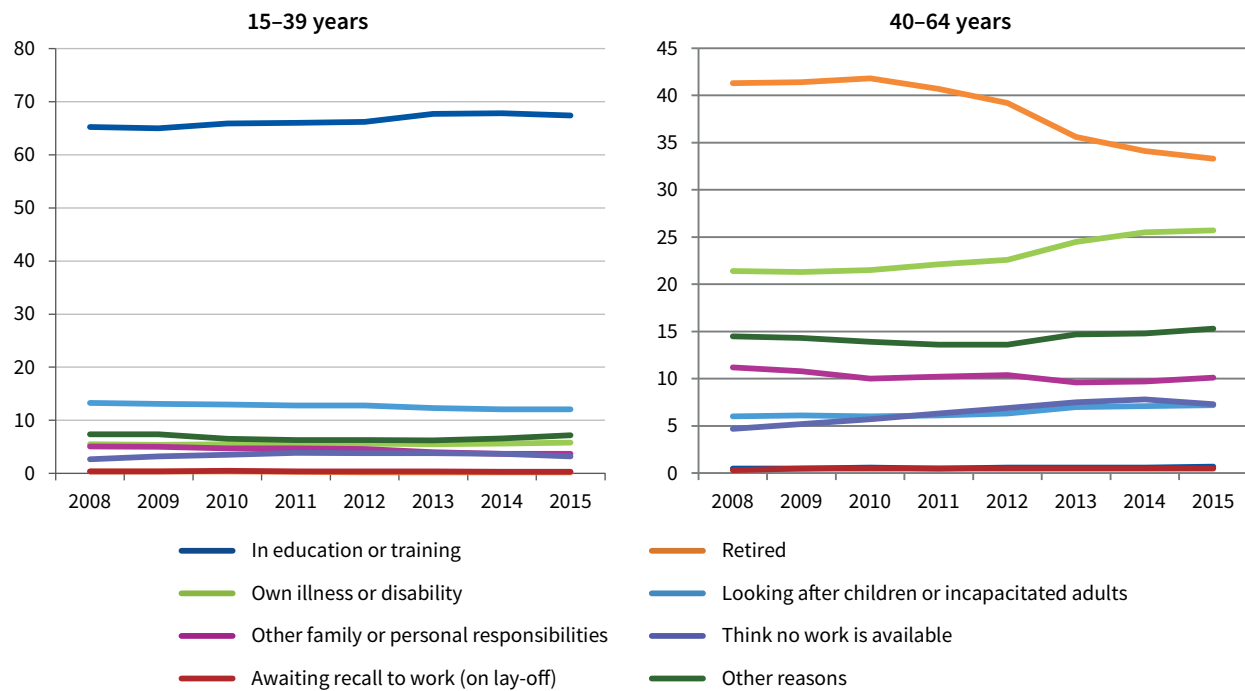 15–39 years
80
70
60
50
40
30
20
10
0
2008 2009 2010 2011 2012 2013 2014 2015
40–64 years
45
40
35
30
25
20
15
10
5
0
2008 2009 2010 2011 2012 2013 2014 2015
In education or training
Retired
Own illness or disability
Looking after children or incapacitated adults
Other family or personal responsibilities
Think no work is available
Awaiting recall to work (on lay-off)
Other reasons